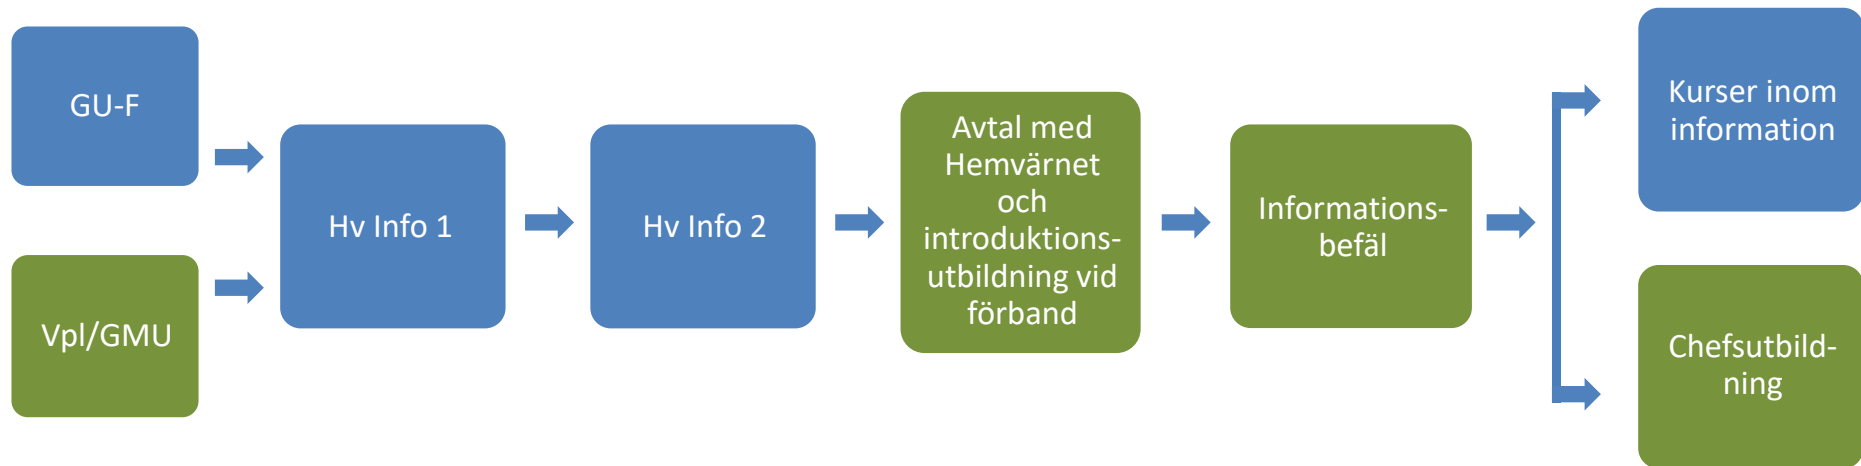 GU-F
Vpl/GMU
Hv Info 1
Hv Info 2
Avtal med
Hemvärnet
och
introduktions-
utbildning vid
förband
Informations-
befäl
Kurser inom
information
Chefsutbild-
ning